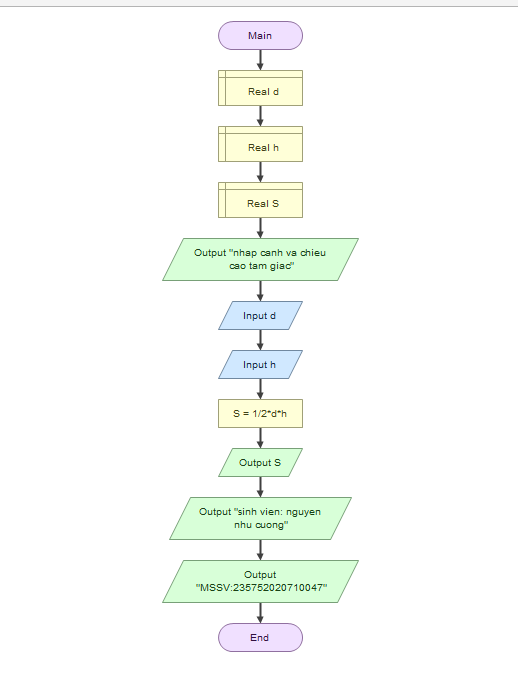 Main
Real d
Real h
Real S
Output "nhap canh va chieu
cao tam giac"
Input d
Input h
S = 1/2*d*h
Output S
Output "sinh vien: nguyen
nhu cuong"
Output
"MSSV:235752020710047"
End